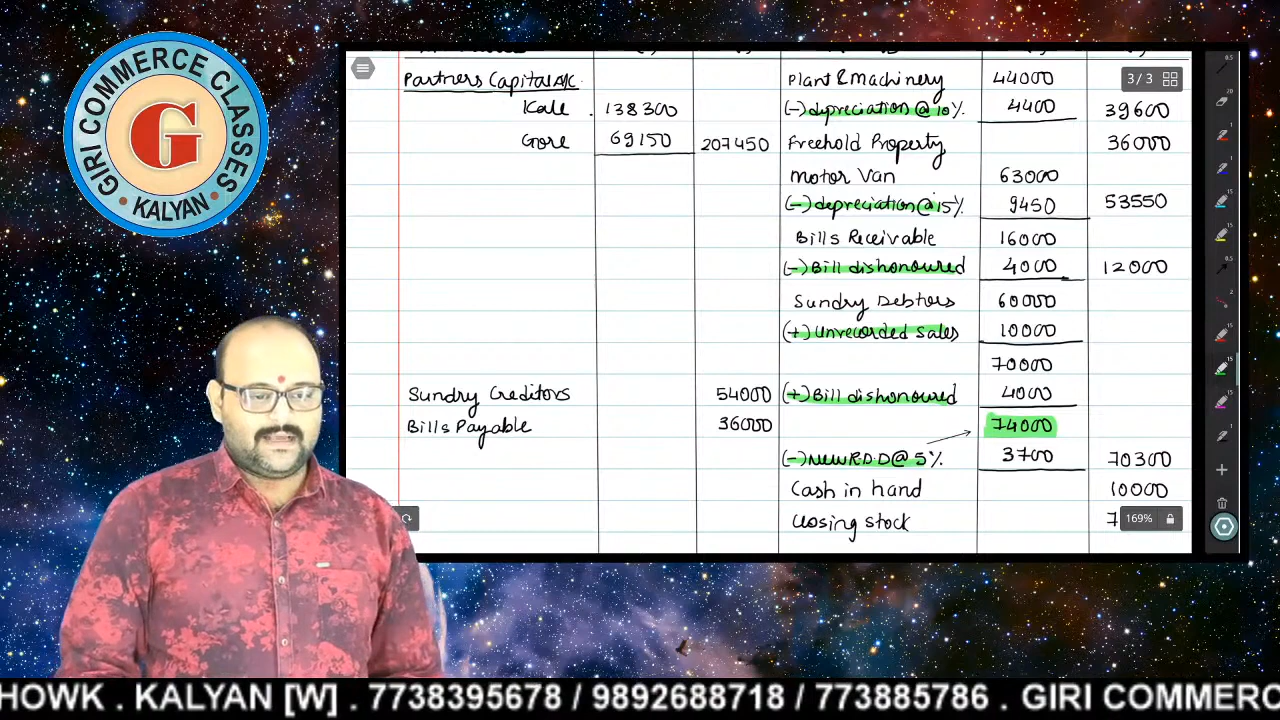 GIRI COMMERCE CLASSES
G
• KALYAN •
Partners Capital A/C
Kale 138300
Gore 69150 207450
Sundry Creditors 54000
Bills Payable 36000
Plant & Machinery 44000
(-) depreciation @ 10% 4400 39600
Freehold Property 36000
Motor Van 63000
(-) depreciation @ 15% 9450 53550
Bills Receivable 16000
(-) Bill dishonoured 4000 12000
Sundry Debtors 60000
(+) Unrecorded Sales 10000
70000
(+) Bill dishonoured 4000
74000
(-) New R.D.D @ 5% 3700 70300
Cash in hand 10000
Closing stock 7
3/3
169%
HOWK . KALYAN [W] . 7738395678 / 9892688718 / 773885786 . GIRI COMMERC